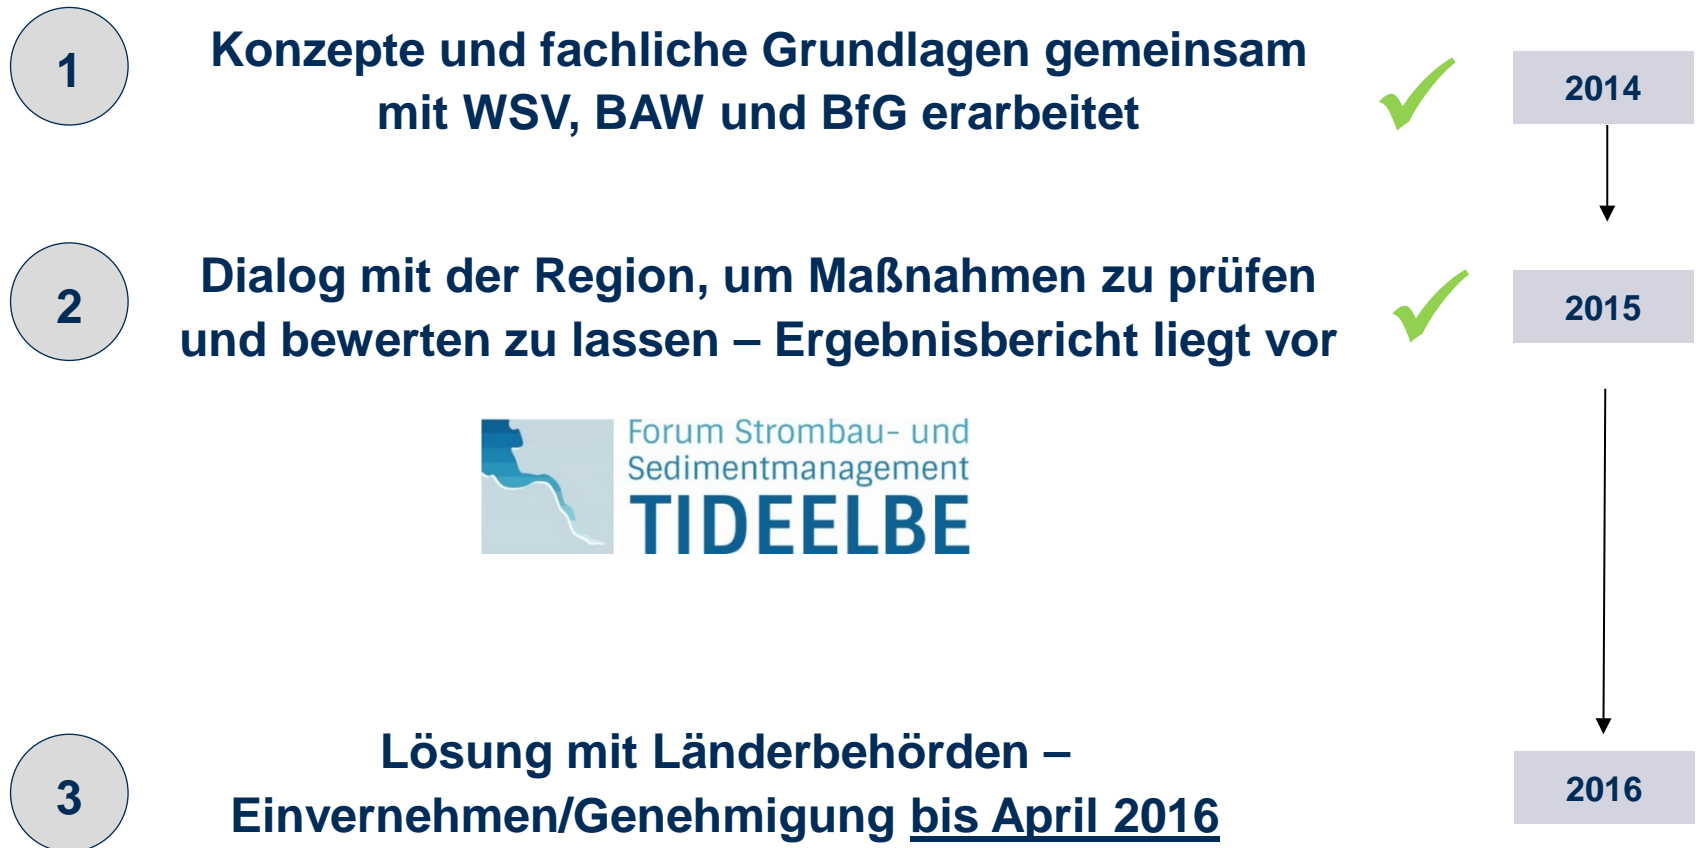 1
Konzepte und fachliche Grundlagen gemeinsam
mit WSV, BAW und BfG erarbeitet
2014
2
Dialog mit der Region, um Maßnahmen zu prüfen
und bewerten zu lassen – Ergebnisbericht liegt vor
2015
Forum Strombau- und
Sedimentmanagement
TIDEELBE
3
Lösung mit Länderbehörden –
Einvernehmen/Genehmigung bis April 2016
2016